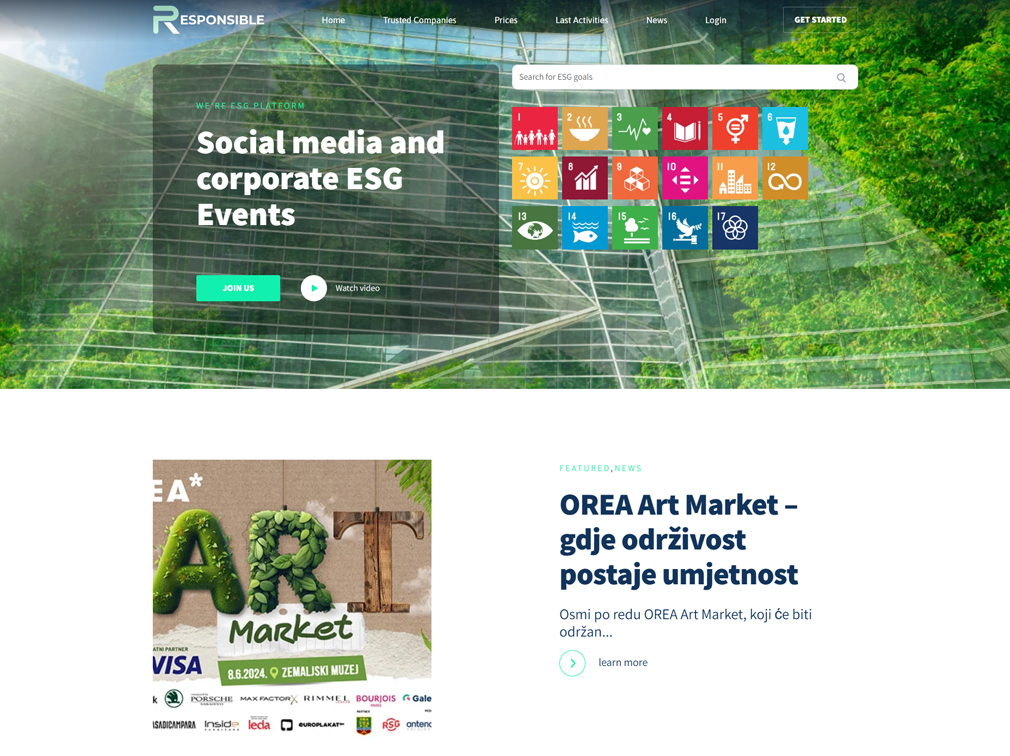 RESPONSIBLE
Home
Trusted Companies
Prices
Last Activities
News
Login
GET STARTED
WE'RE ESG PLATFORM
Social media and
corporate ESG
Events
JOIN US
Watch video
Search for ESG goals
1 2 3 4 5 6
7 8 9 10 11 12
13 14 15 16 17
EA*
ART
Market
ATNI PARTNER
VISA
8.6.2024. ZEMALJSKI MUZEJ
PORSCHE
MAX FACTOR
RIMMEL
BOURJOIS
PARIS
Gale
ASADICAMPARA
inside
leda
EUROPLAKAT
RSG
antena
FEATURED,NEWS
OREA Art Market –
gdje održivost
postaje umjetnost
Osmi po redu OREA Art Market, koji će biti
održan...
learn more